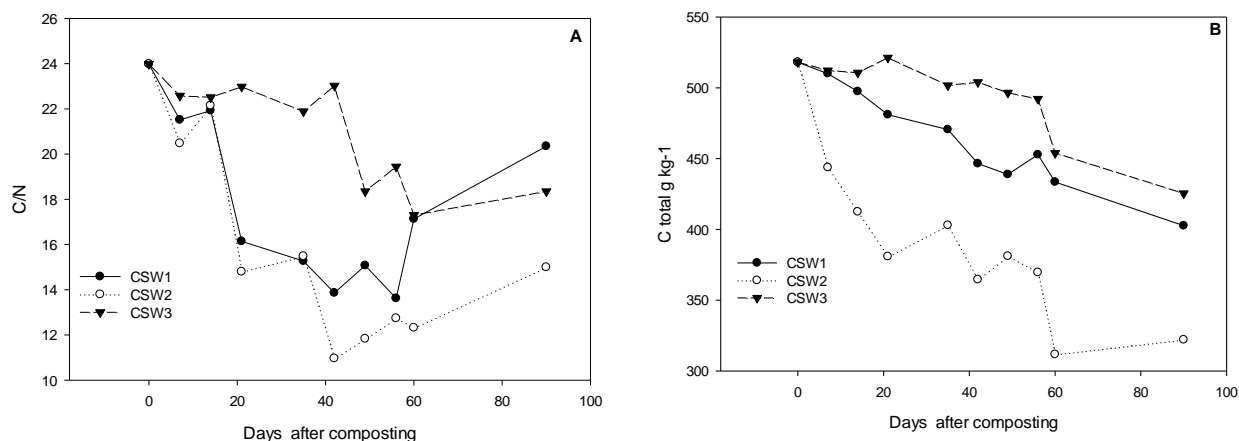 A
26
24
22
20
18
16
14
12
10
C/N
CSW1
CSW2
CSW3
0
20
40
60
80
100
Days after composting
B
550
500
450
400
350
300
C total g kg-1
CSW1
CSW2
CSW3
0
20
40
60
80
100
Days after composting